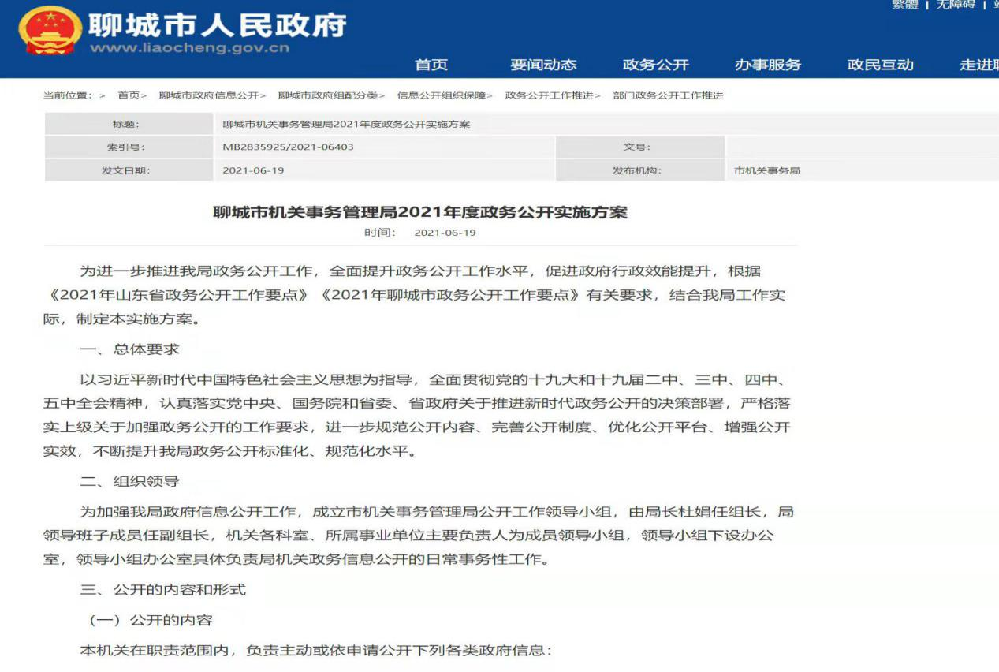 繁體 | 无障碍 |
聊城市人民政府
www.liaocheng.gov.cn
首页 要闻动态 政务公开 办事服务 政民互动 走进
当前位置: > 首页> 聊城市政府信息公开> 聊城市政府组配分类> 信息公开组织保障> 政务公开工作推进> 部门政务公开工作推进
标题: 聊城市机关事务管理局2021年度政务公开实施方案
索引号: MB2835925/2021-06403 文号:
发文日期: 2021-06-19 发布机构: 市机关事务局
聊城市机关事务管理局2021年度政务公开实施方案
时间: 2021-06-19
为进一步推进我局政务公开工作，全面提升政务公开工作水平，促进政府行政效能提升，根据
《2021年山东省政务公开工作要点》《2021年聊城市政务公开工作要点》有关要求，结合我局工作实
际，制定本实施方案。
一、总体要求
以习近平新时代中国特色社会主义思想为指导，全面贯彻党的十九大和十九届二中、三中、四中、
五中全会精神，认真落实党中央、国务院和省委、省政府关于推进新时代政务公开的决策部署，严格落
实上级关于加强政务公开的工作要求，进一步规范公开内容、完善公开制度、优化公开平台、增强公开
实效，不断提升我局政务公开标准化、规范化水平。
二、组织领导
为加强我局政府信息公开工作，成立市机关事务管理局公开工作领导小组，由局长杜娟任组长，局
领导班子成员任副组长，机关各科室、所属事业单位主要负责人为成员领导小组，领导小组下设办公
室，领导小组办公室具体负责局机关政务信息公开的日常事务性工作。
三、公开的内容和形式
（一）公开的内容
本机关在职责范围内，负责主动或依申请公开下列各类政府信息：